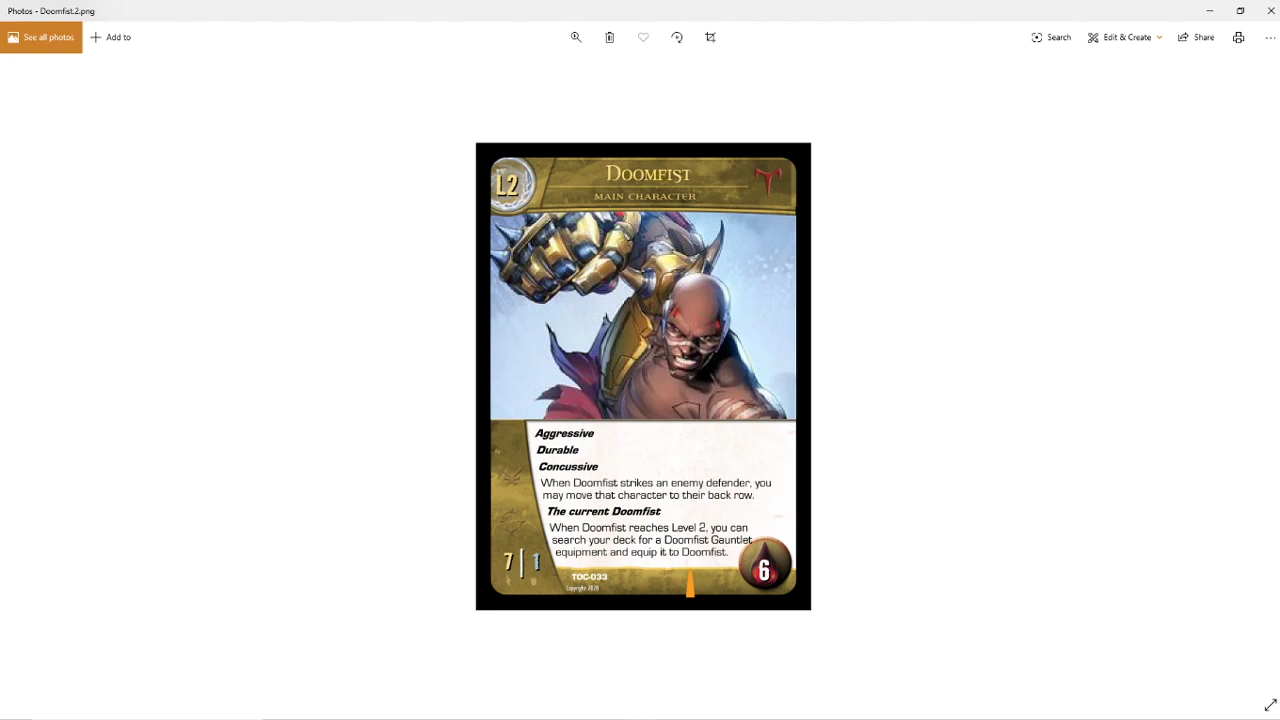 Photos - Doomfist.2.png
See all photos
Add to
Search
Edit & Create
Share
L2
Doomfist
Main Character
Aggressive
Durable
Concussive
When Doomfist strikes an enemy defender, you
may move that character to their back row.
The current Doomfist
When Doomfist reaches Level 2, you can
search your deck for a Doomfist Gauntlet
equipment and equip it to Doomfist.
7 | 1
6
TOC-033
Copyright 2020